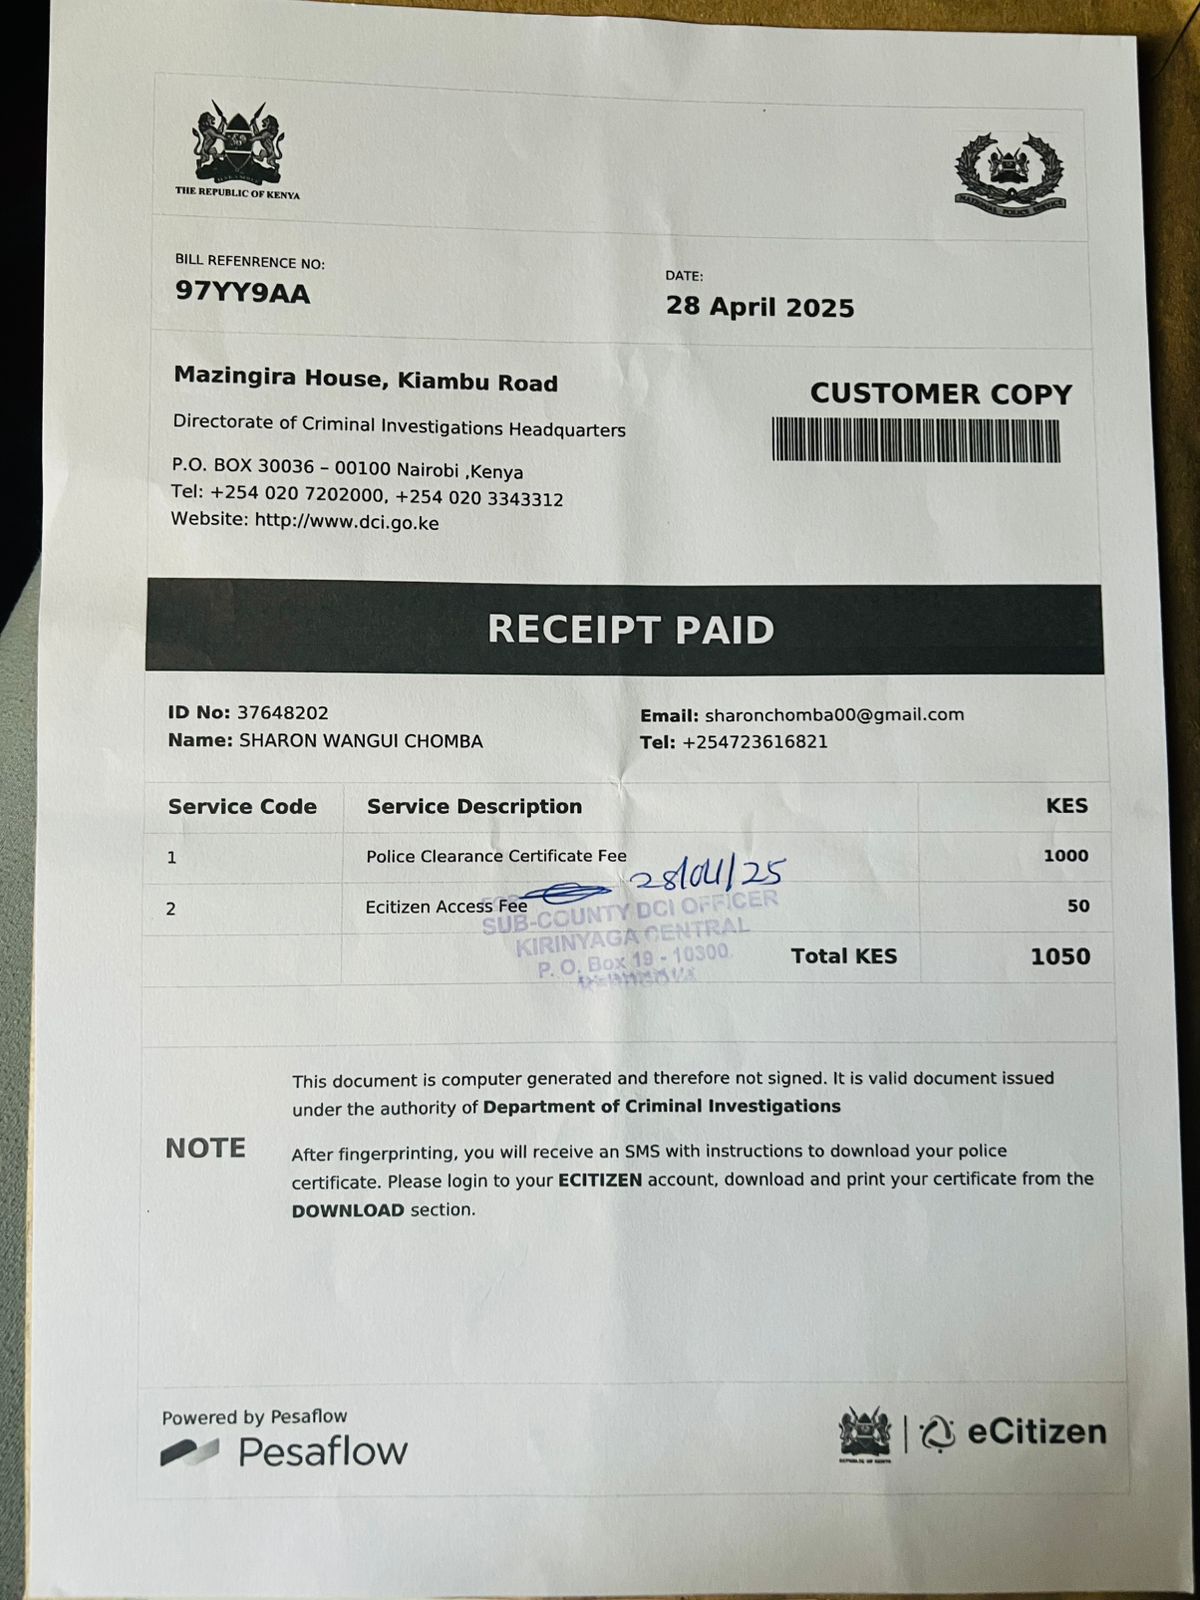 THE REPUBLIC OF KENYA
NATIONAL POLICE SERVICE
BILL REFENRENCE NO:
97YY9AA
DATE:
28 April 2025
Mazingira House, Kiambu Road
Directorate of Criminal Investigations Headquarters
P.O. BOX 30036 – 00100 Nairobi ,Kenya
Tel: +254 020 7202000, +254 020 3343312
Website: http://www.dci.go.ke
CUSTOMER COPY
RECEIPT PAID
ID No: 37648202
Name: SHARON WANGUI CHOMBA
Email: sharonchomba00@gmail.com
Tel: +254723616821
Service Code Service Description KES
1 Police Clearance Certificate Fee 1000
28/04/25
2 Ecitizen Access Fee 50
SUB-COUNTY DCI OFFICER
KIRINYAGA CENTRAL
P. O. Box 19 - 10300
Total KES 1050
This document is computer generated and therefore not signed. It is valid document issued
under the authority of Department of Criminal Investigations
NOTE
After fingerprinting, you will receive an SMS with instructions to download your police
certificate. Please login to your ECITIZEN account, download and print your certificate from the
DOWNLOAD section.
Powered by Pesaflow
Pesaflow
REPUBLIC OF KENYA
eCitizen